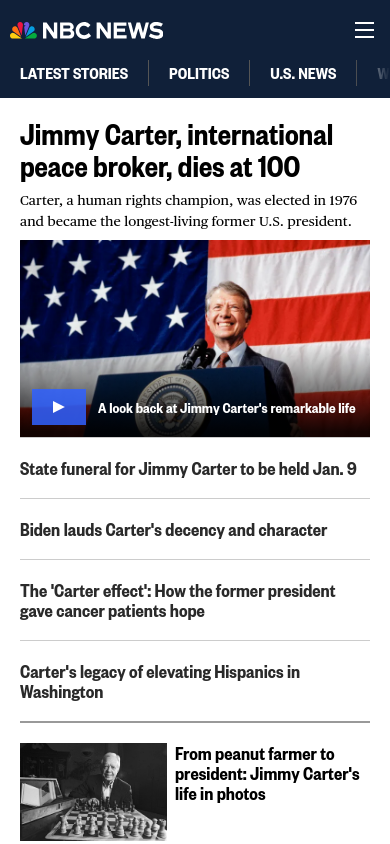 NBC NEWS
LATEST STORIES
POLITICS
U.S. NEWS
Jimmy Carter, international
peace broker, dies at 100
Carter, a human rights champion, was elected in 1976
and became the longest-living former U.S. president.
A look back at Jimmy Carter's remarkable life
State funeral for Jimmy Carter to be held Jan. 9
Biden lauds Carter's decency and character
The 'Carter effect': How the former president
gave cancer patients hope
Carter's legacy of elevating Hispanics in
Washington
From peanut farmer to
president: Jimmy Carter's
life in photos